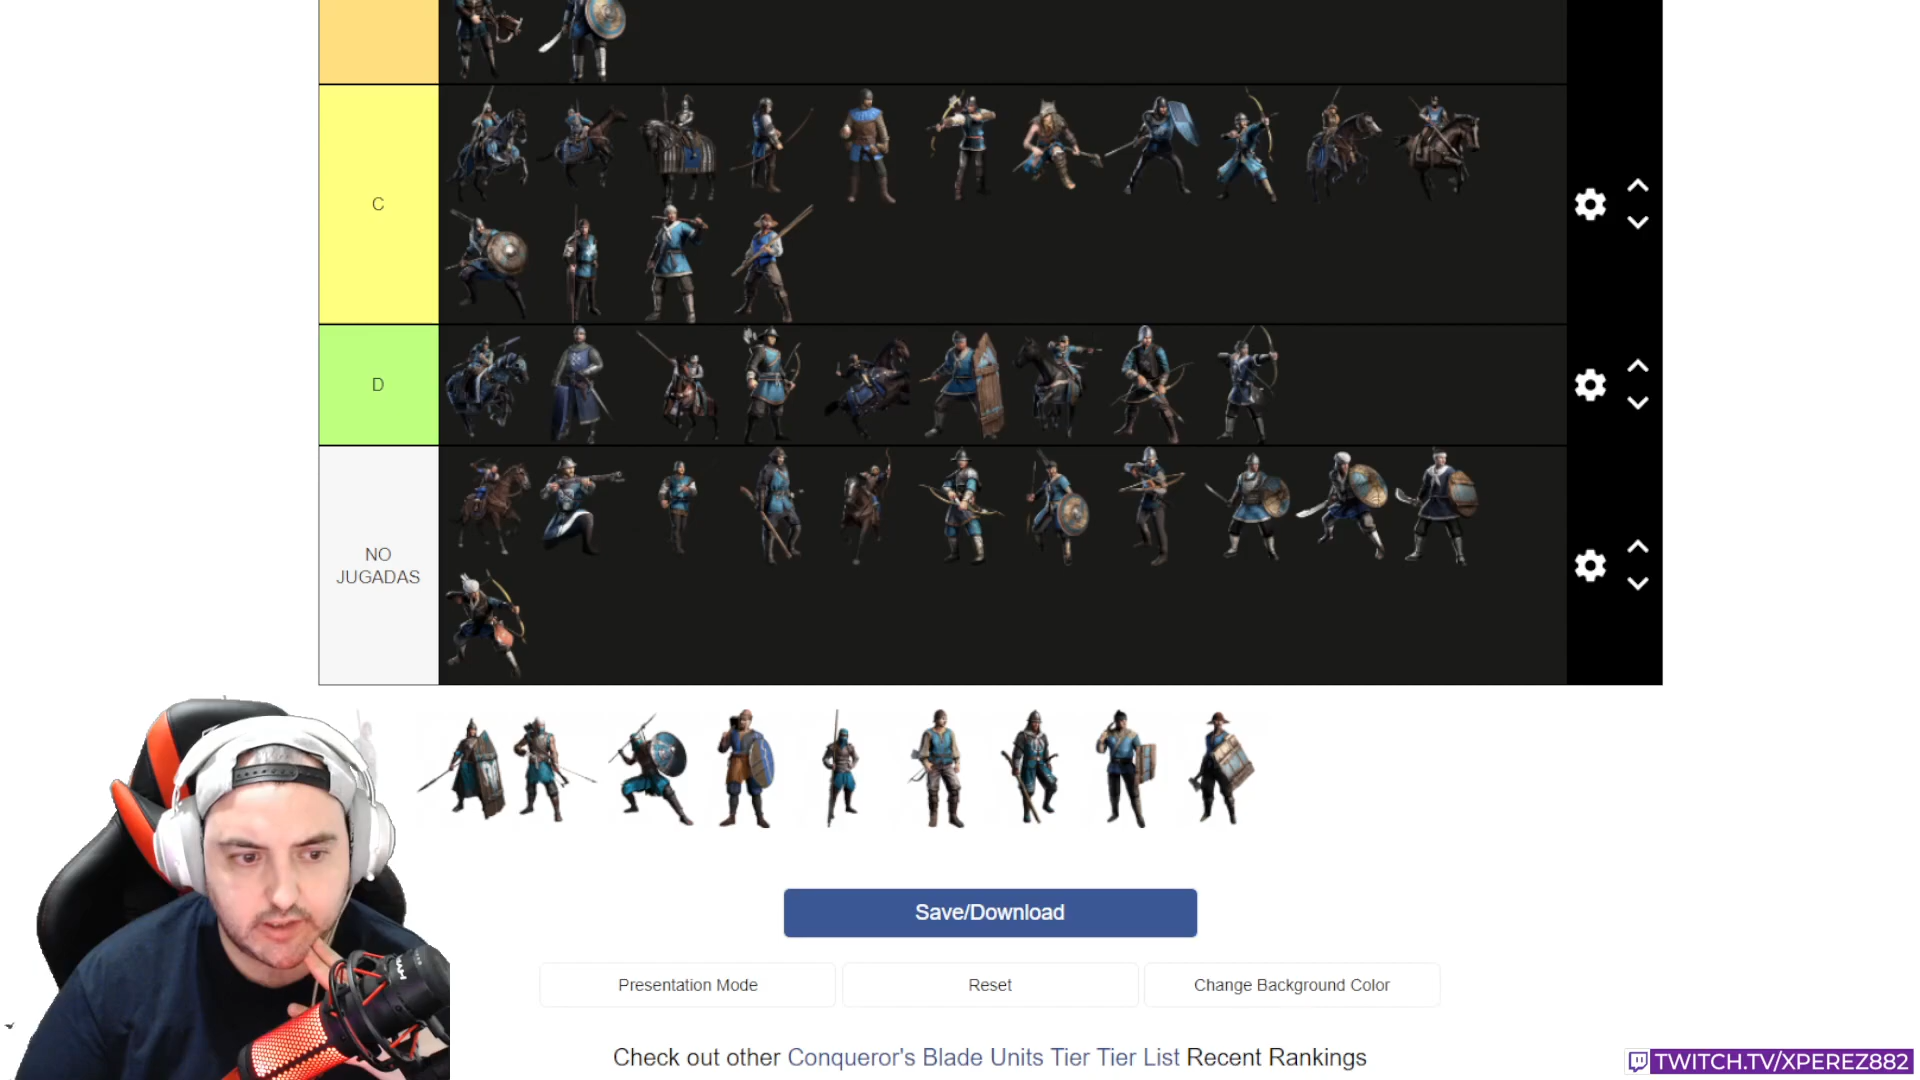 C
D
NO
JUGADAS
Save/Download
Presentation Mode
Reset
Change Background Color
Check out other Conqueror's Blade Units Tier Tier List Recent Rankings
TWITCH.TV/XPEREZ882